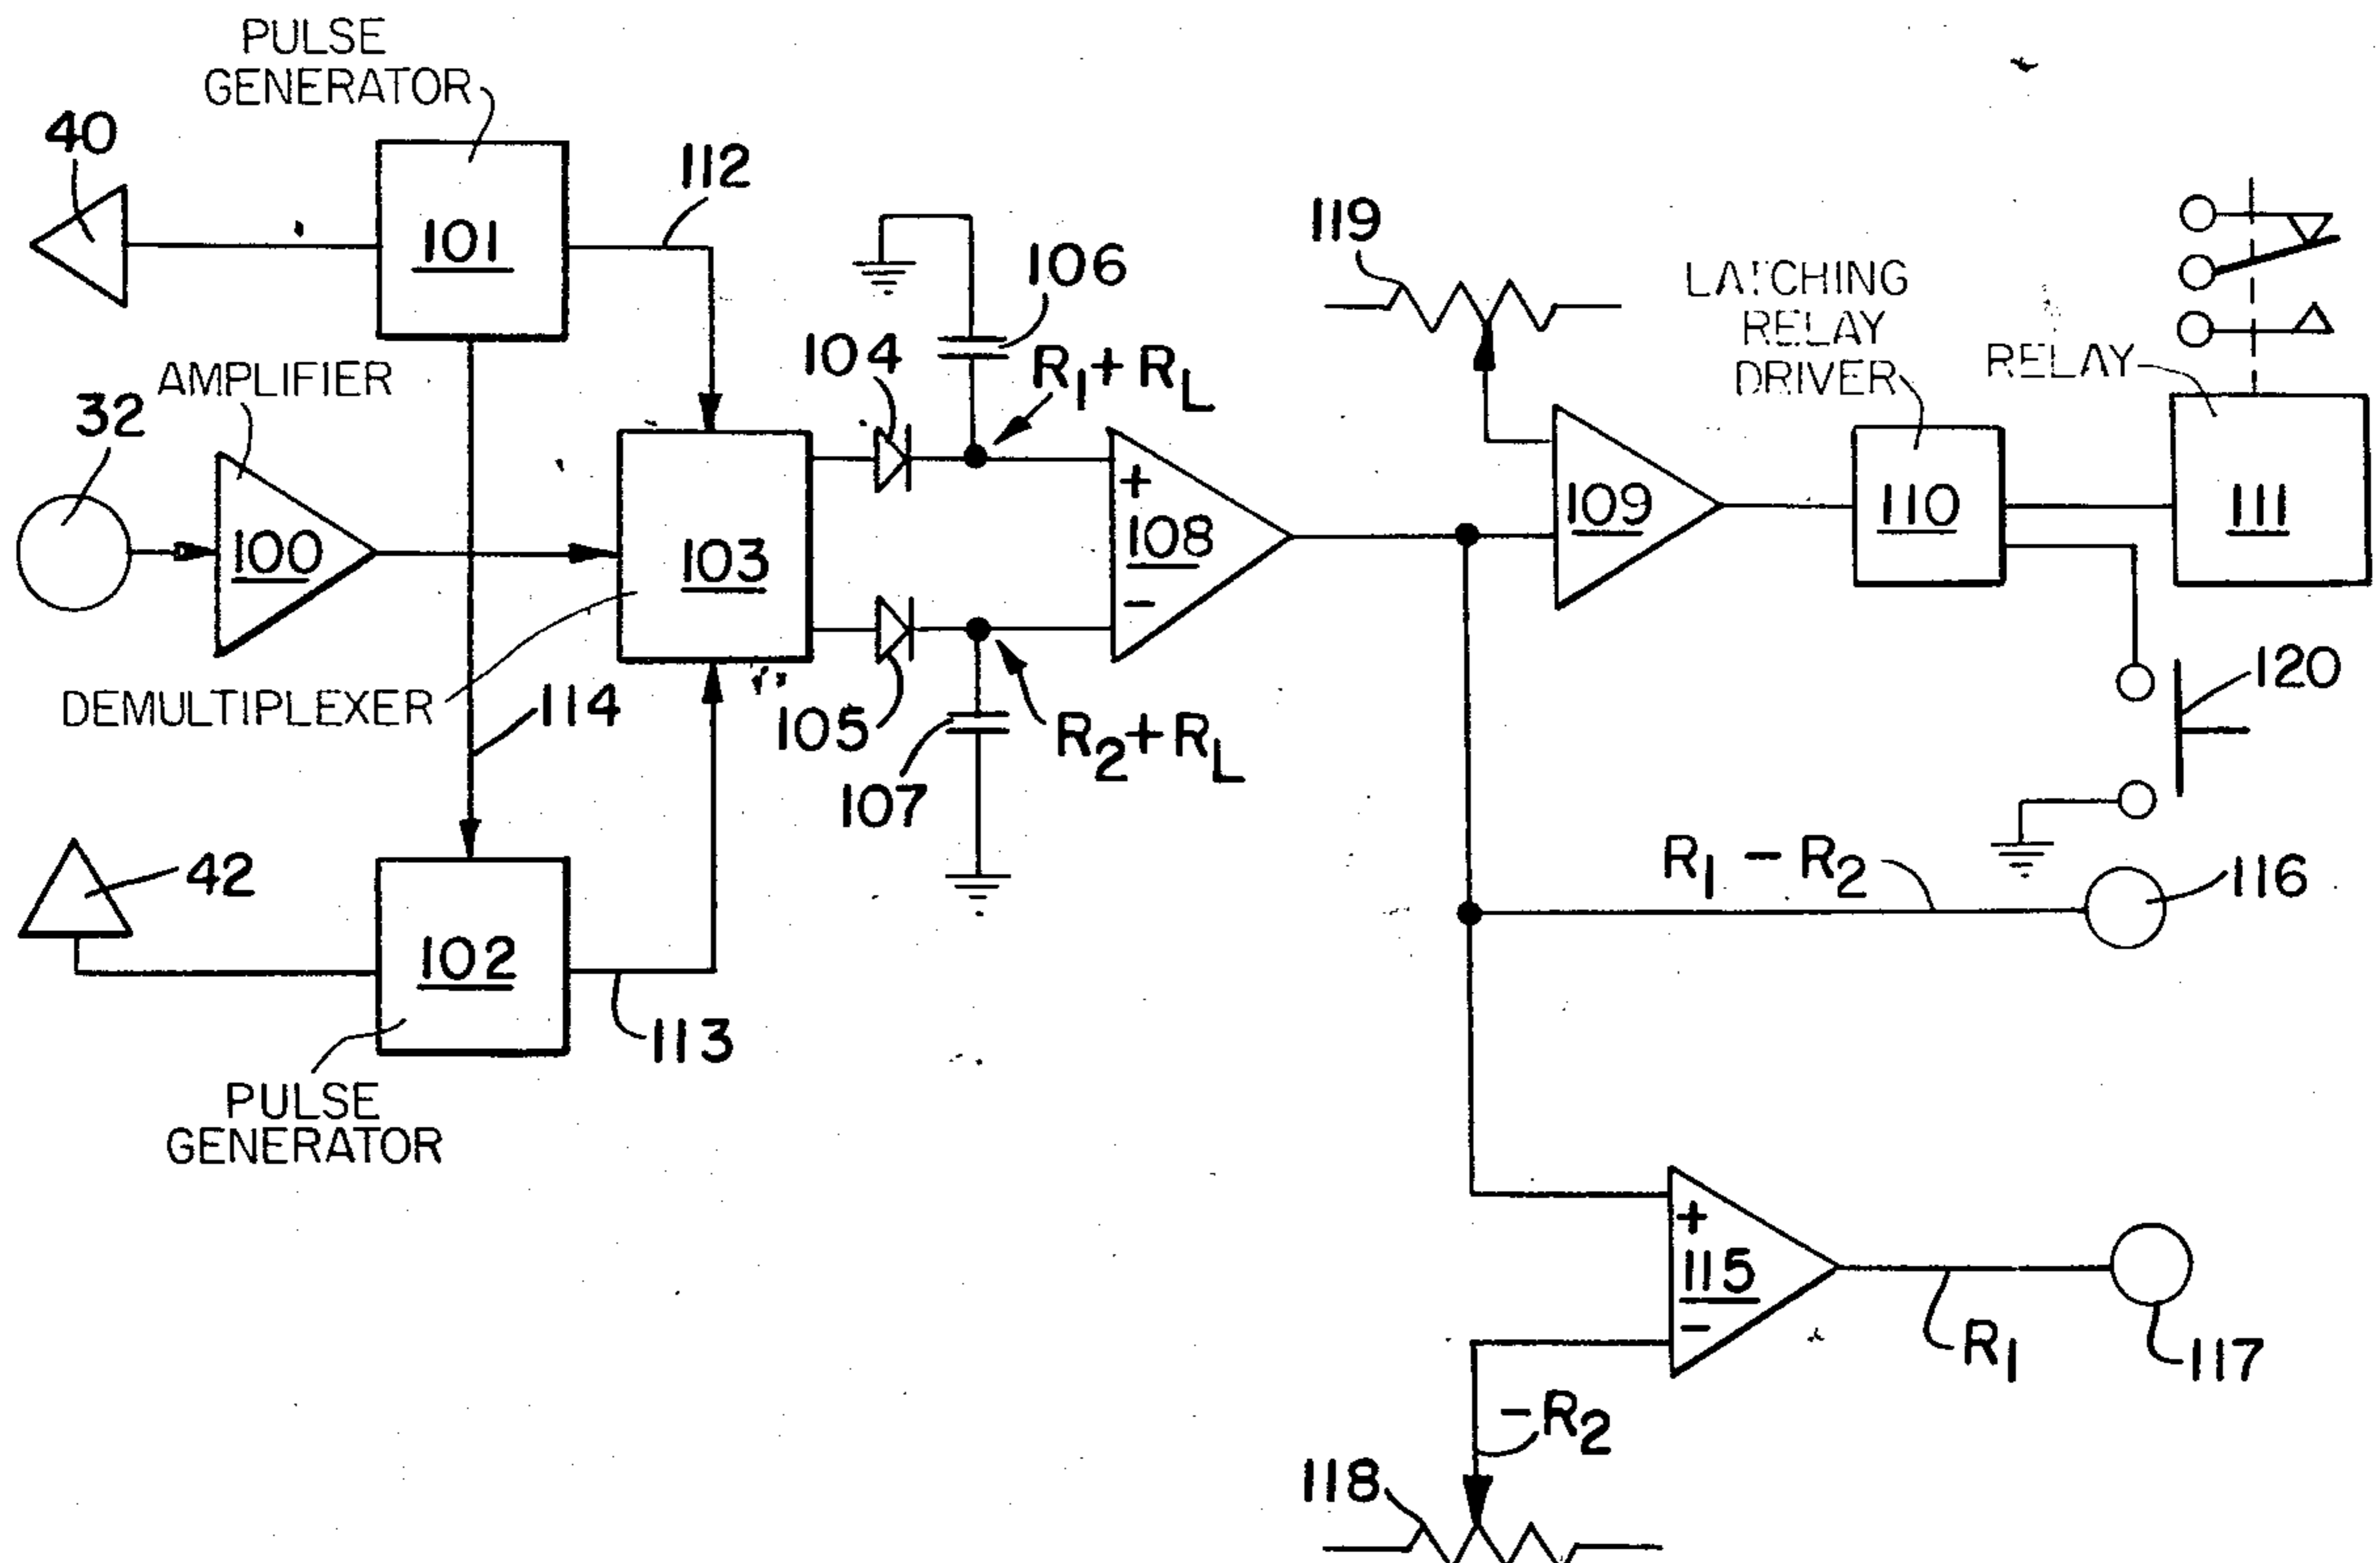 PULSE
GENERATOR
40
101
112
119
106
LATCHING
RELAY
DRIVER
RELAY
104
R1 + RL
AMPLIFIER
32
100
103
+
108
−
109
110
111
DEMULTIPLEXER
114
105
107
R2 + RL
120
42
102
113
R1 − R2
116
PULSE
GENERATOR
+
115
−
R1
117
−R2
118